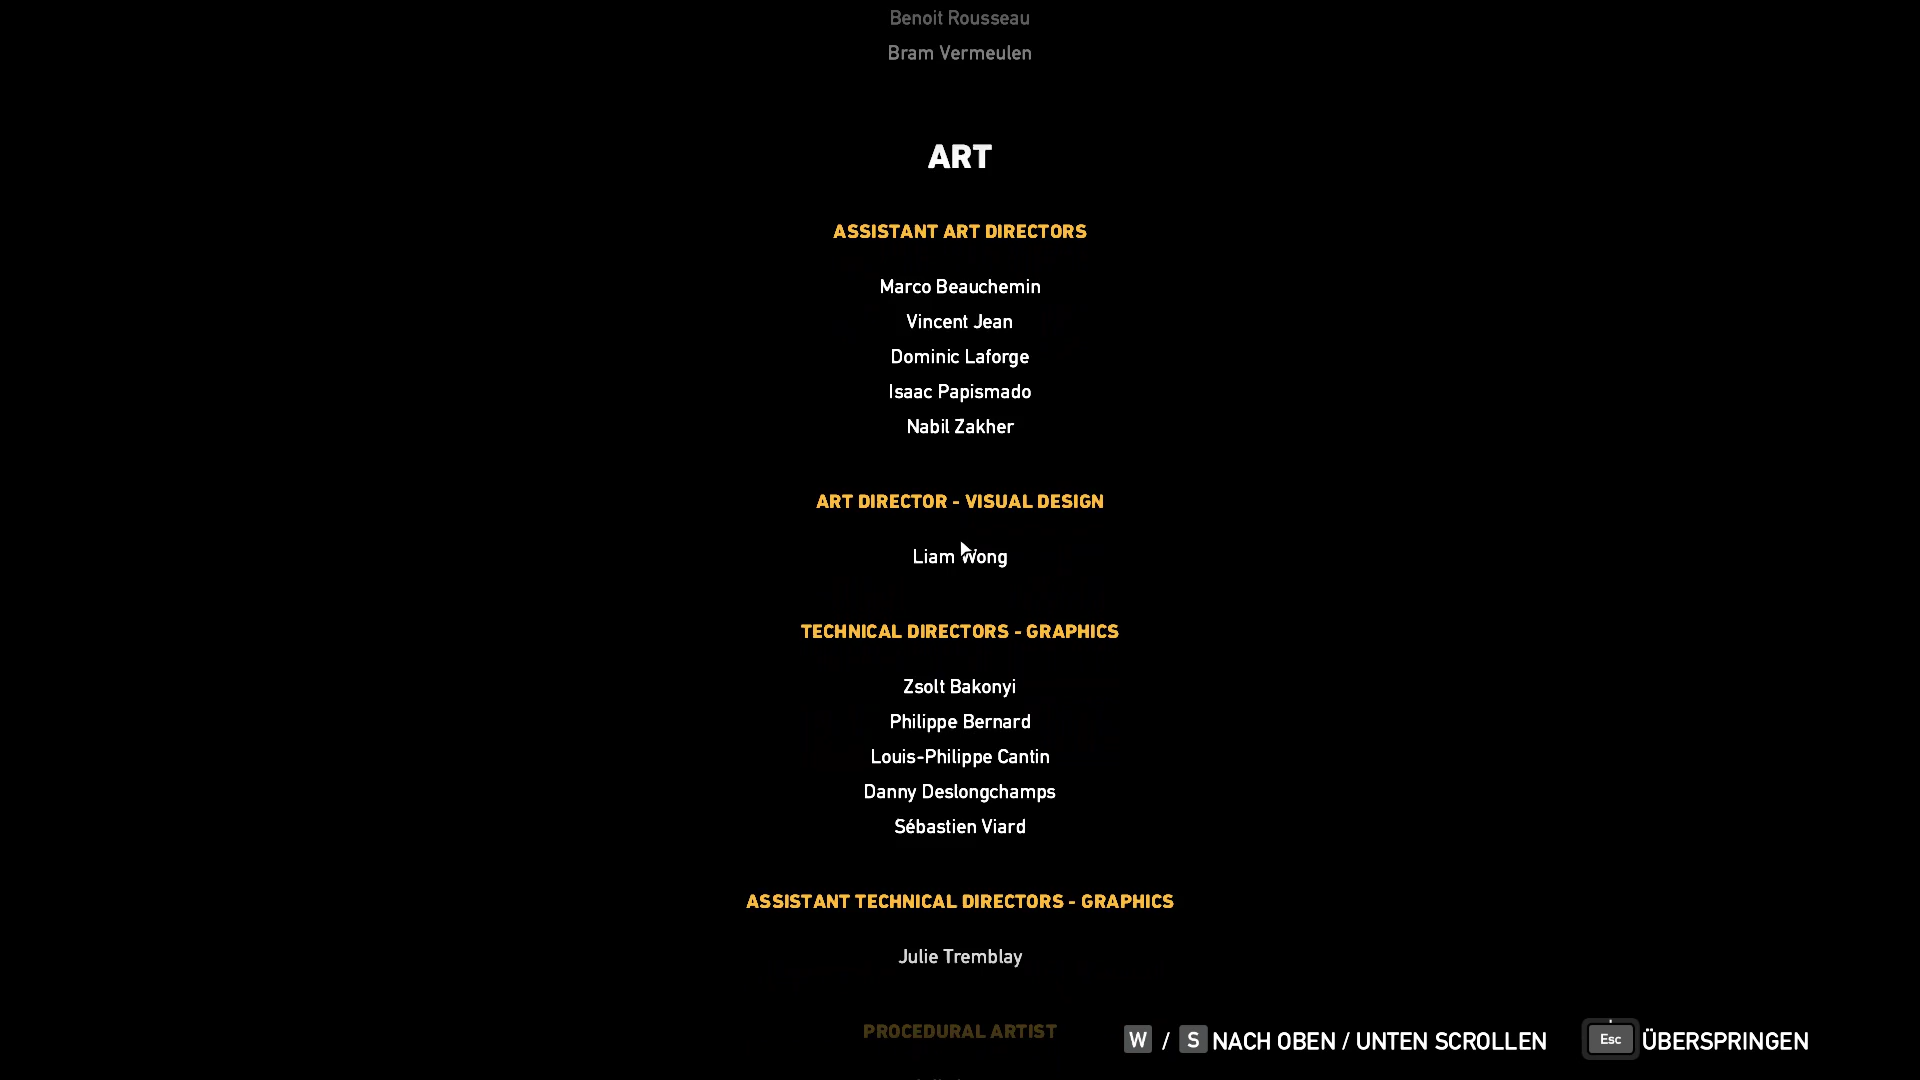 Benoit Rousseau
Bram Vermeulen
ART
ASSISTANT ART DIRECTORS
Marco Beauchemin
Vincent Jean
Dominic Laforge
Isaac Papismado
Nabil Zakher
ART DIRECTOR - VISUAL DESIGN
Liam Wong
TECHNICAL DIRECTORS - GRAPHICS
Zsolt Bakonyi
Philippe Bernard
Louis-Philippe Cantin
Danny Deslongchamps
Sébastien Viard
ASSISTANT TECHNICAL DIRECTORS - GRAPHICS
Julie Tremblay
PROCEDURAL ARTIST
W / S NACH OBEN / UNTEN SCROLLEN Esc ÜBERSPRINGEN